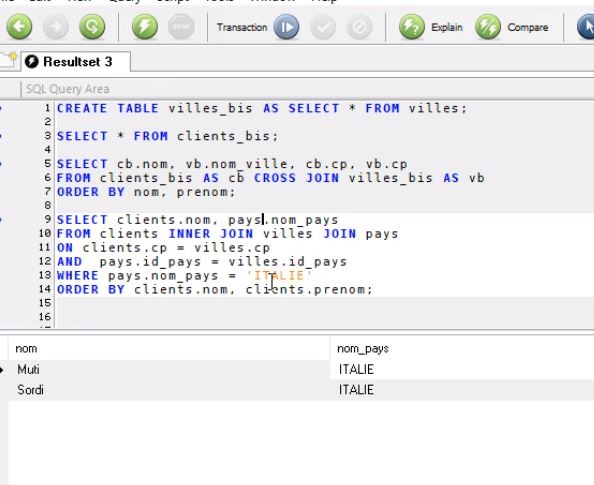 Transaction Explain Compare
Resultset 3
SQL Query Area
1 CREATE TABLE villes_bis AS SELECT * FROM villes;
2
3 SELECT * FROM clients_bis;
4
5 SELECT cb.nom, vb.nom_ville, cb.cp, vb.cp
6 FROM clients_bis AS cb CROSS JOIN villes_bis AS vb
7 ORDER BY nom, prenom;
8
9 SELECT clients.nom, pays.nom_pays
10 FROM clients INNER JOIN villes JOIN pays
11 ON clients.cp = villes.cp
12 AND  pays.id_pays = villes.id_pays
13 WHERE pays.nom_pays = 'ITALIE'
14 ORDER BY clients.nom, clients.prenom;
15
16
nom nom_pays
Muti ITALIE
Sordi ITALIE